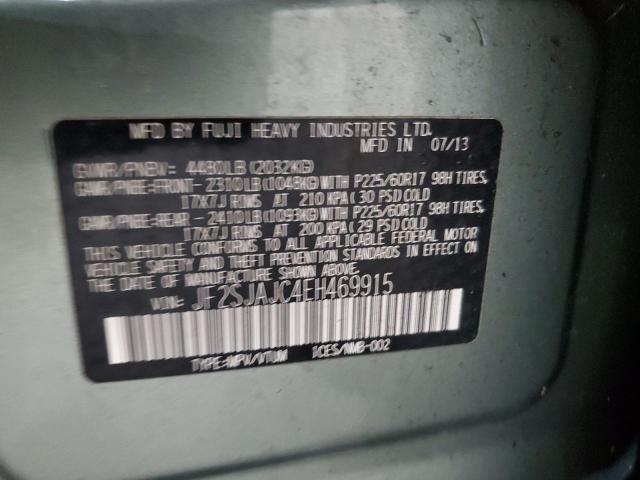 MFD BY FUJI HEAVY INDUSTRIES LTD.
MFD IN 07/13
GVWR/PNBV: 4480LB (2032KG)
GAWR/PNBE-FRONT- 2310LB(1048KG)WITH P225/60R17 98H TIRES,
17X7J RIMS AT 210 KPA( 30 PSI)COLD
GAWR/PNBE-REAR - 2410LB(1093KG)WITH P225/60R17 98H TIRES,
17X7J RIMS AT 200 KPA( 29 PSI)COLD
THIS VEHICLE CONFORMS TO ALL APPLICABLE FEDERAL MOTOR
VEHICLE SAFETY AND THEFT PREVENTION STANDARDS IN EFFECT ON
THE DATE OF MANUFACTURE SHOWN ABOVE.
VIN: JF2SJAJC4EH469915
TYPE:MPV/VTUM 1CES/NMB-002